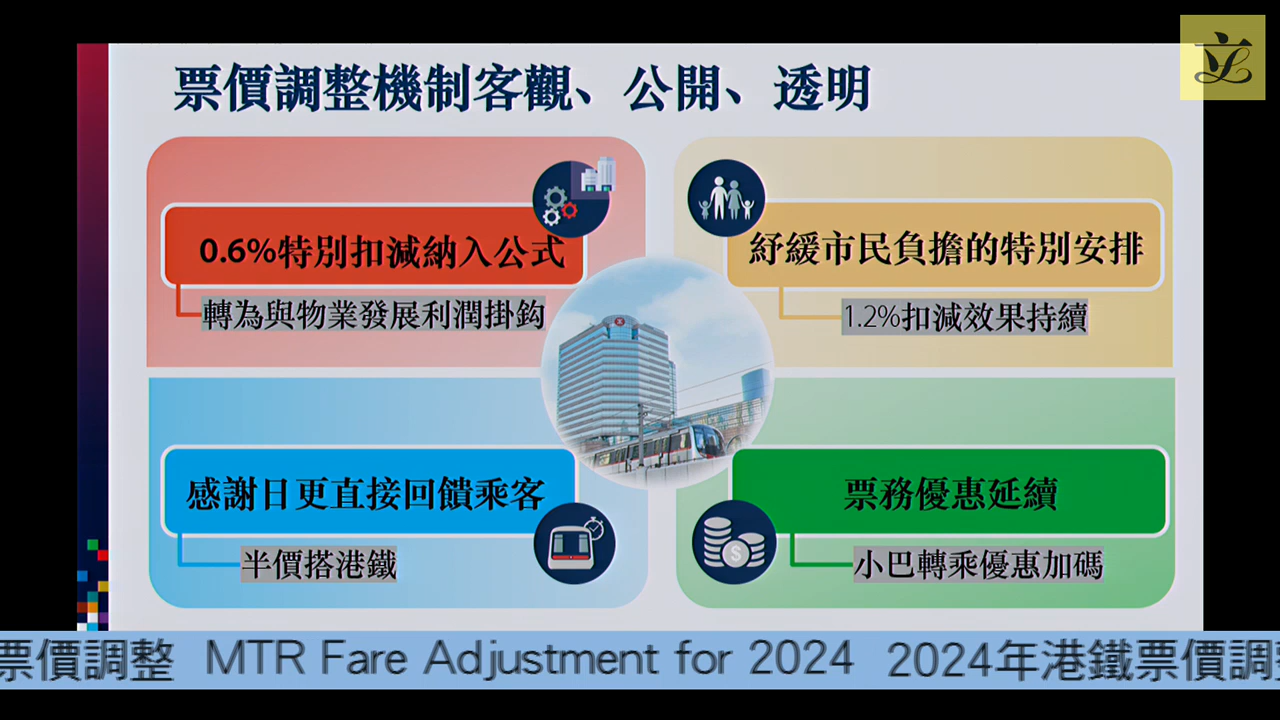 票價調整機制客觀、公開、透明
0.6%特別扣減納入公式
轉為與物業發展利潤掛鈎
紓緩市民負擔的特別安排
1.2%扣減效果持續
感謝日更直接回饋乘客
半價搭港鐵
票務優惠延續
小巴轉乘優惠加碼
票價調整 MTR Fare Adjustment for 2024 2024年港鐵票價調整